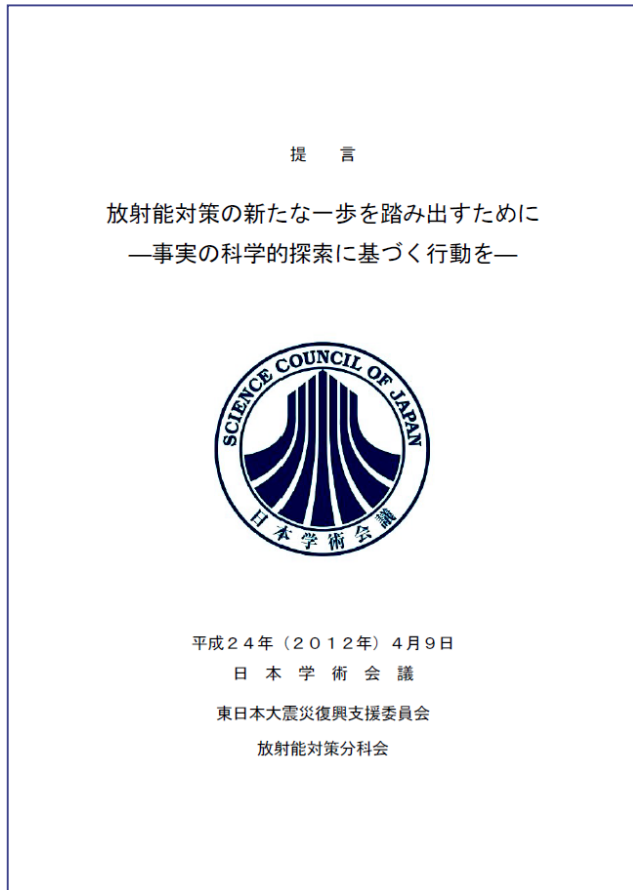 提　言
放射能対策の新たな一歩を踏み出すために
―事実の科学的探索に基づく行動を―
SCIENCE COUNCIL OF JAPAN
日本学術会議
平成２４年（２０１２年）４月９日
日　本　学　術　会　議
東日本大震災復興支援委員会
放射能対策分科会